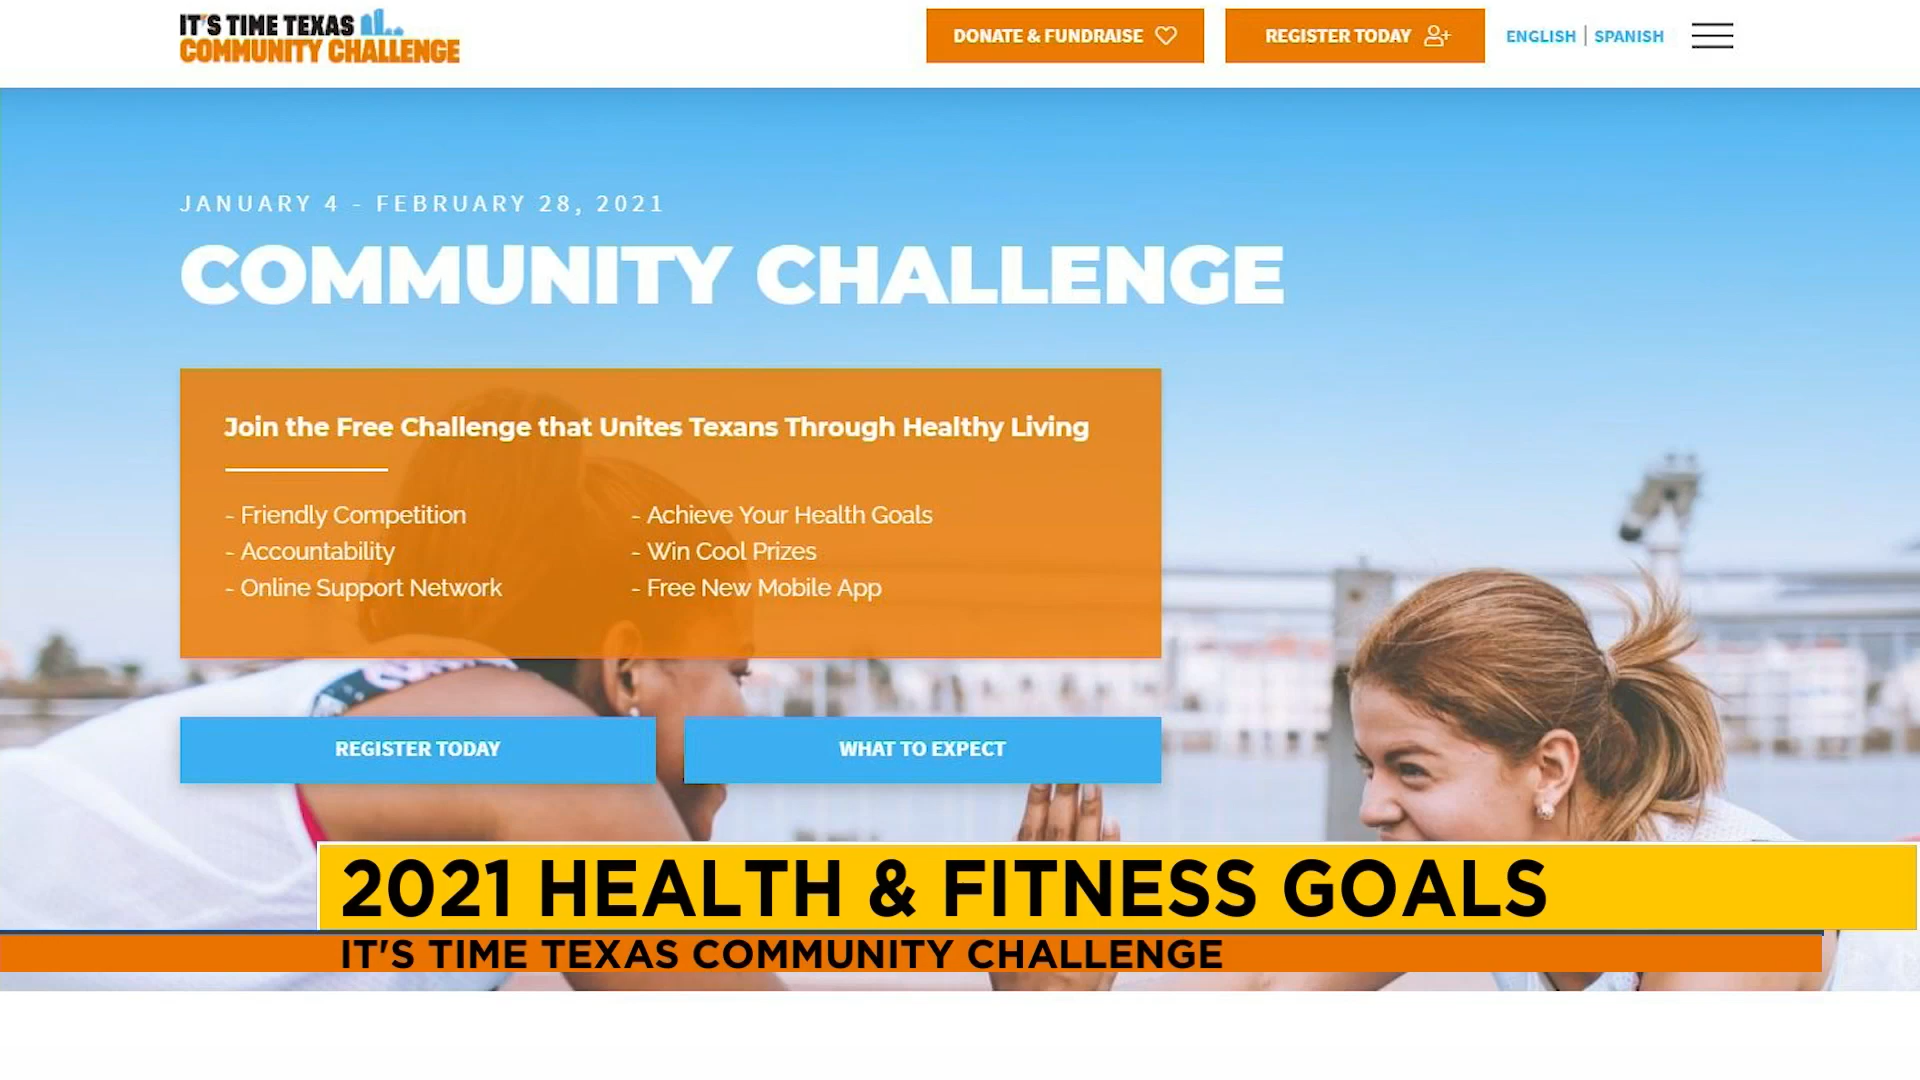 IT'S TIME TEXAS
COMMUNITY CHALLENGE
DONATE & FUNDRAISE
REGISTER TODAY
ENGLISH | SPANISH
JANUARY 4 - FEBRUARY 28, 2021
COMMUNITY CHALLENGE
Join the Free Challenge that Unites Texans Through Healthy Living
- Friendly Competition
- Accountability
- Online Support Network
- Achieve Your Health Goals
- Win Cool Prizes
- Free New Mobile App
REGISTER TODAY
WHAT TO EXPECT
2021 HEALTH & FITNESS GOALS
IT'S TIME TEXAS COMMUNITY CHALLENGE